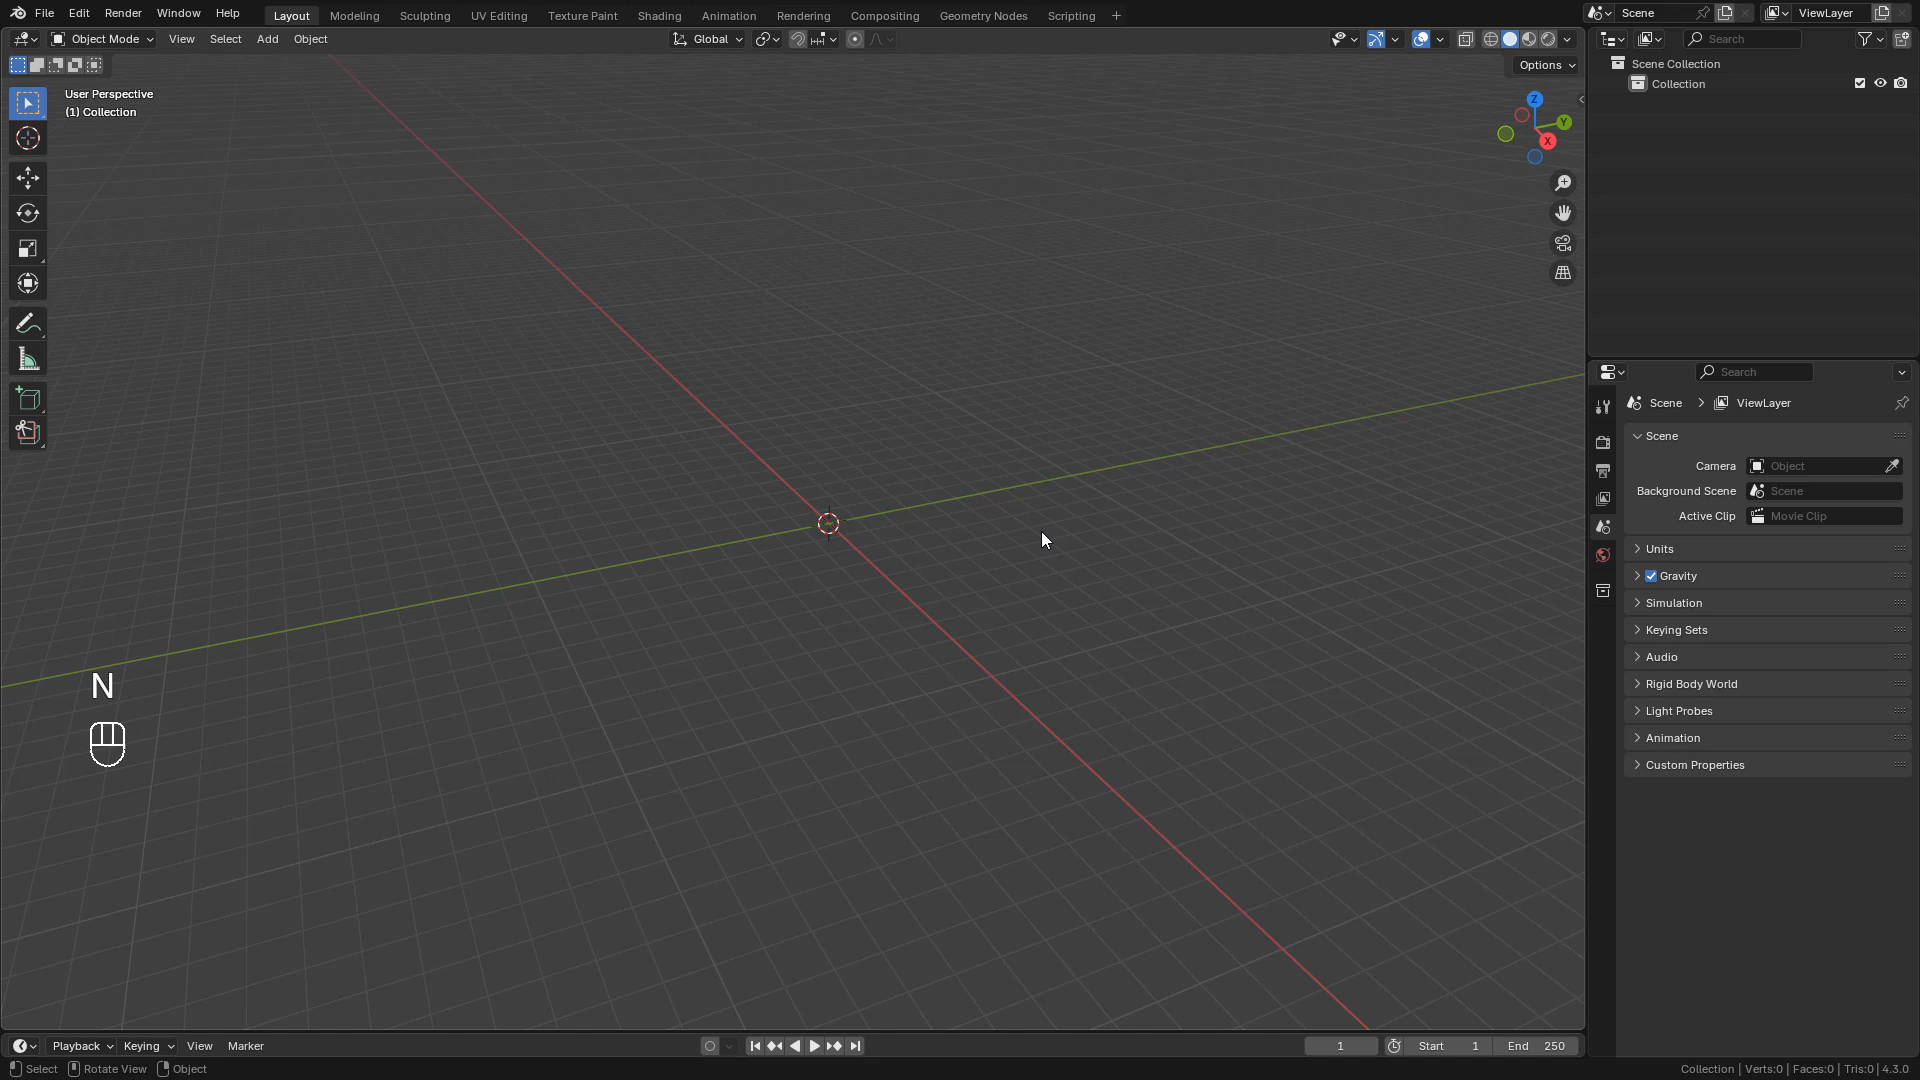 File Edit Render Window Help Layout Modeling Sculpting UV Editing Texture Paint Shading Animation Rendering Compositing Geometry Nodes Scripting + Scene ViewLayer
Object Mode View Select Add Object Global Search
Options
User Perspective
(1) Collection
Z
Y
X
Scene Collection
Collection
Search
Scene > ViewLayer
Scene
Camera Object
Background Scene Scene
Active Clip Movie Clip
Units
Gravity
Simulation
Keying Sets
Audio
Rigid Body World
Light Probes
Animation
Custom Properties
N
Playback Keying View Marker 1 Start 1 End 250
Select Rotate View Object Collection | Verts:0 | Faces:0 | Tris:0 | 4.3.0